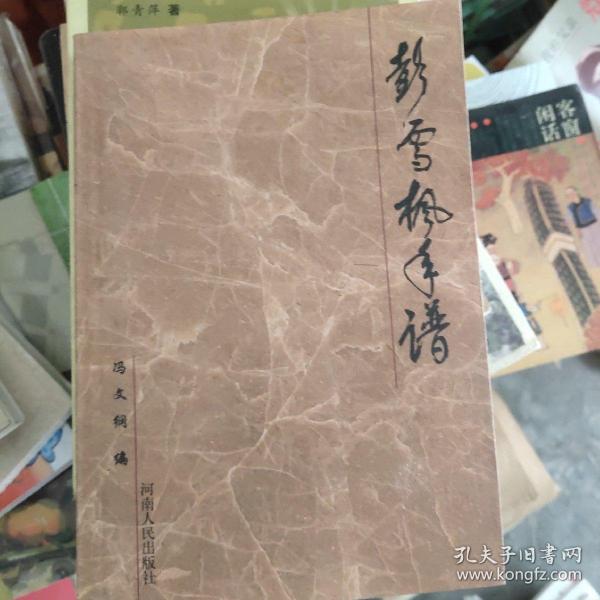 郭青萍 著
彭雪枫年谱
冯文纲 编
河南人民出版社
客窗
闲话
孔夫子旧书网
www.kongfz.com